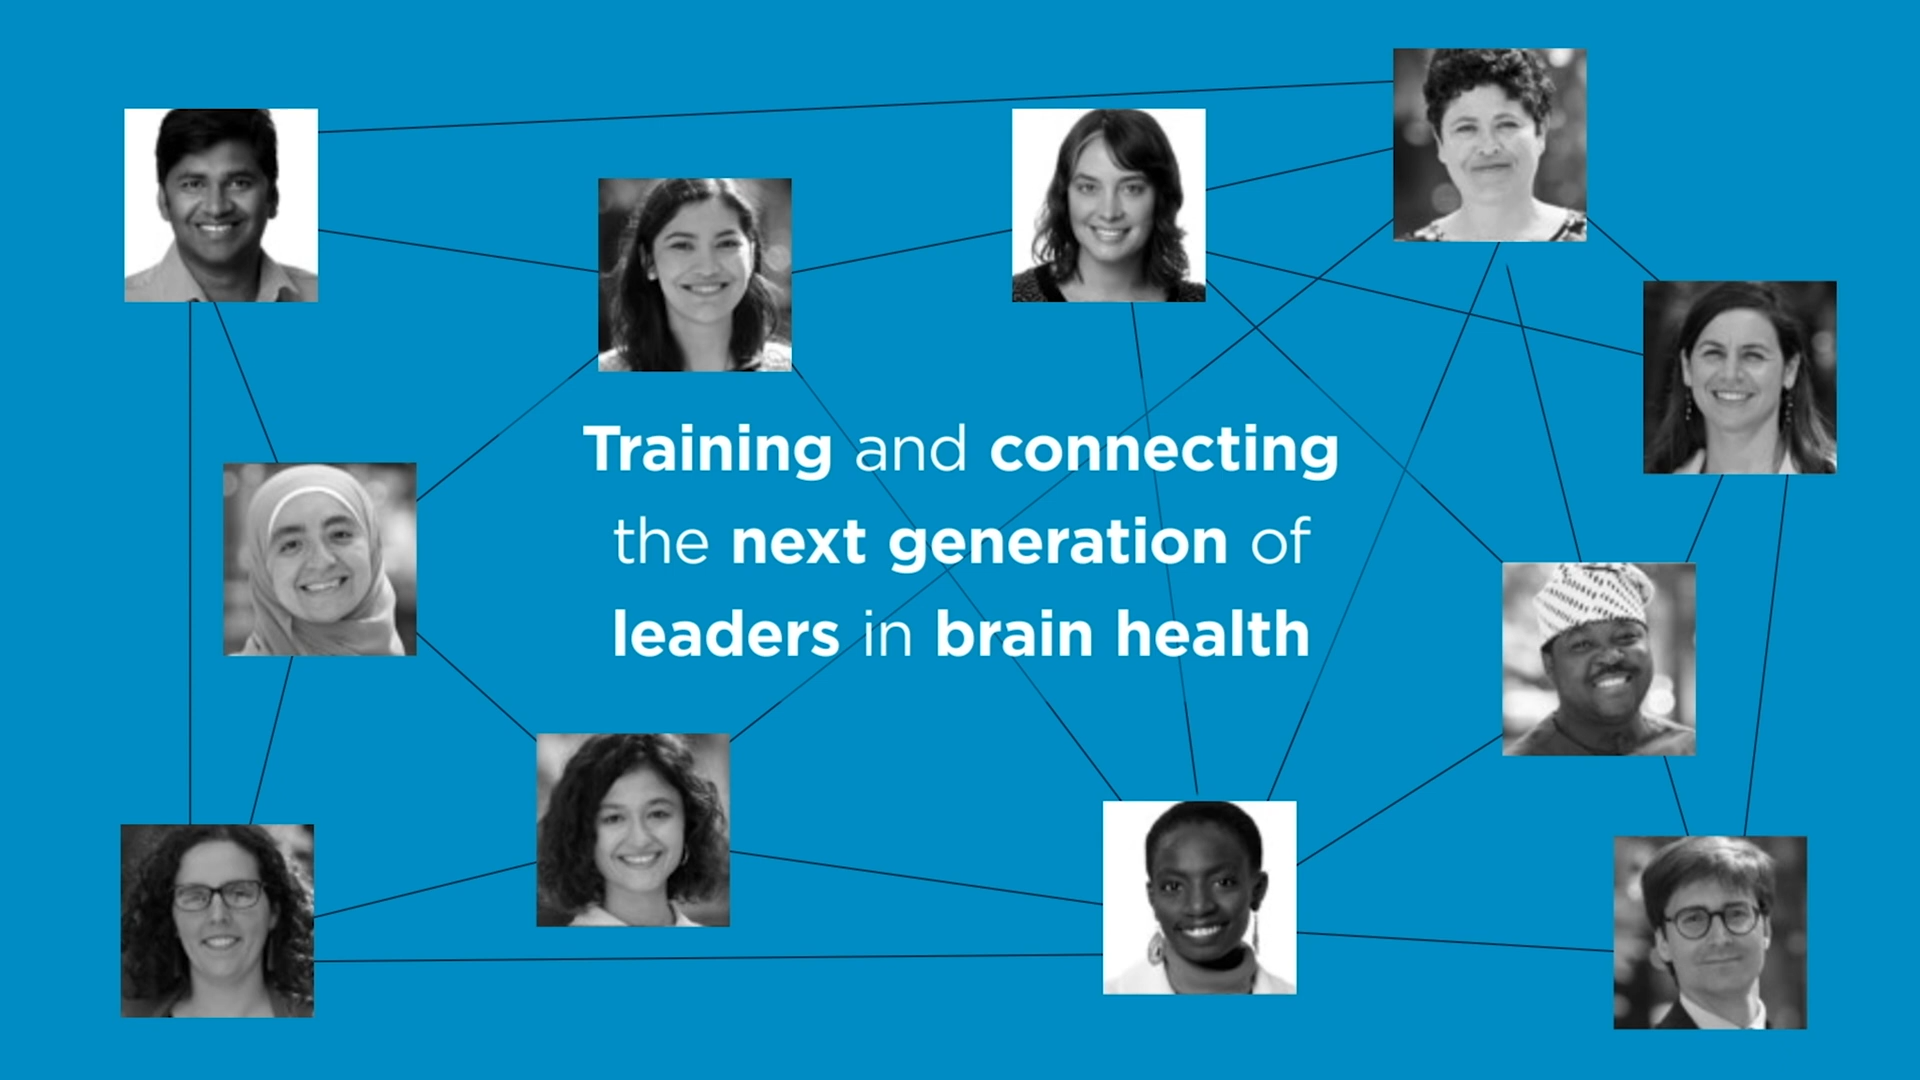 Training and connecting
the next generation of
leaders in brain health